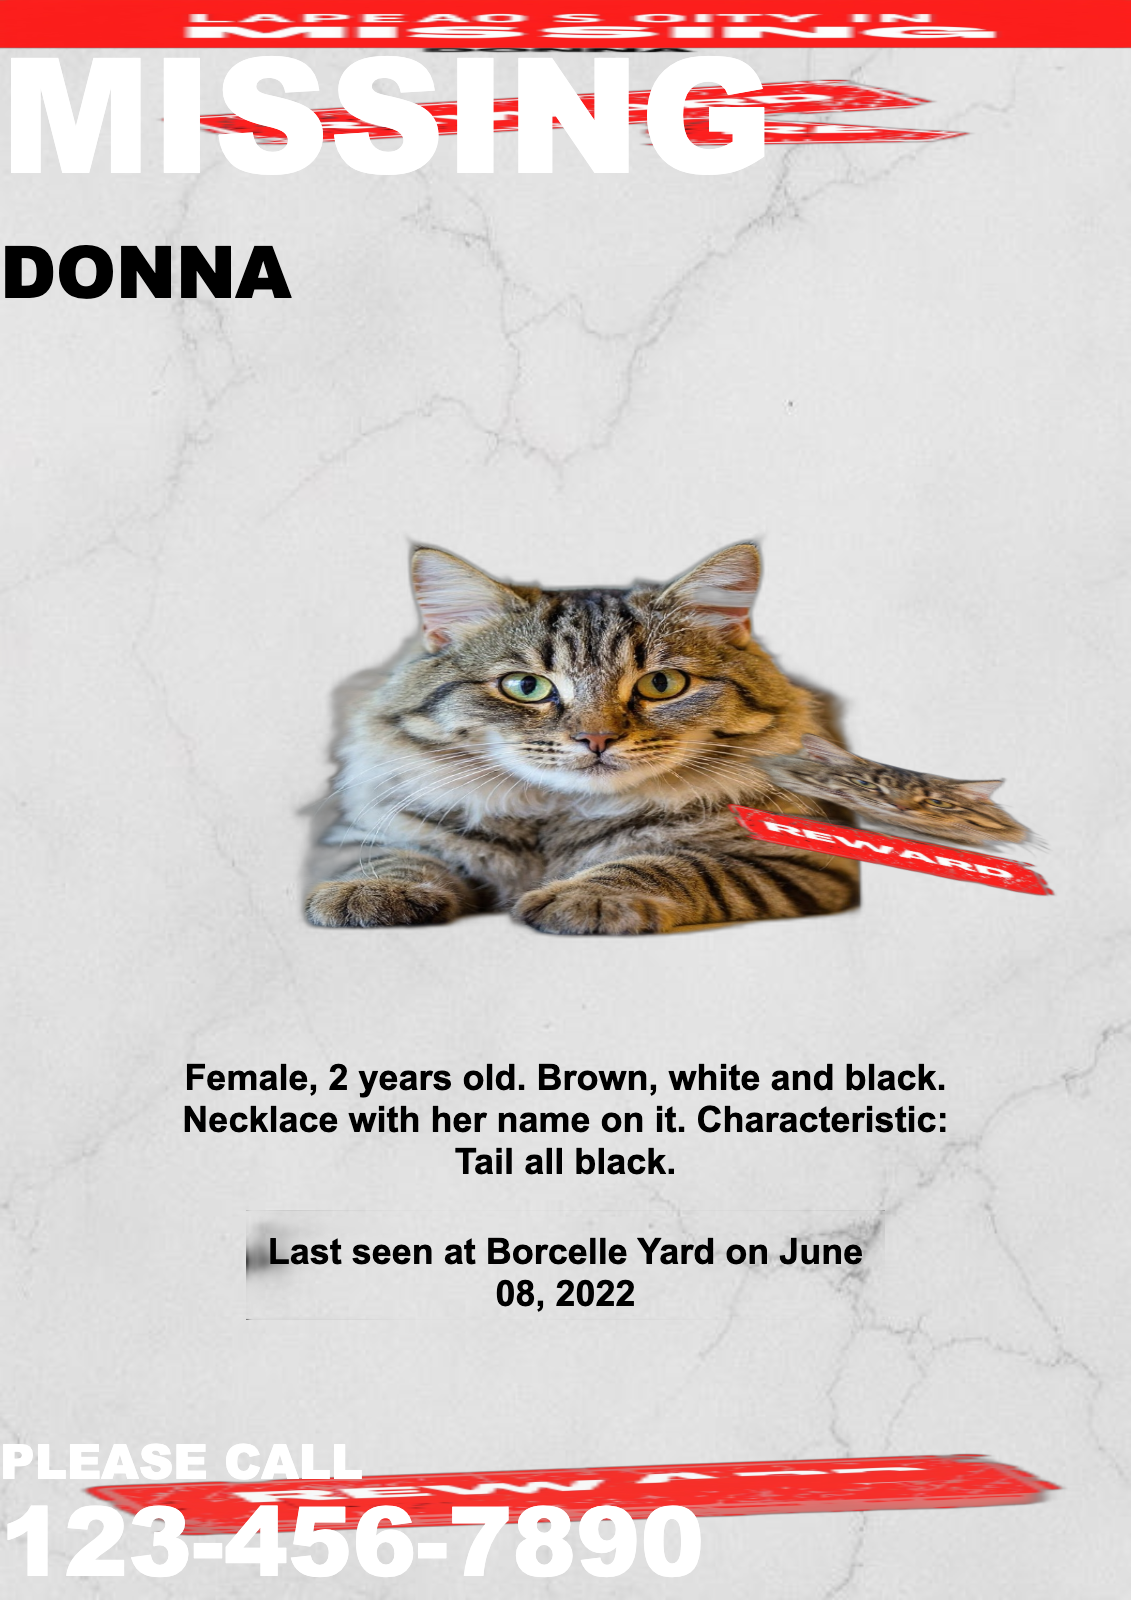 MISSING
MISSING
DONNA
REWARD
Female, 2 years old. Brown, white and black.
Necklace with her name on it. Characteristic:
Tail all black.
Last seen at Borcelle Yard on June
08, 2022
PLEASE CALL
123-456-7890